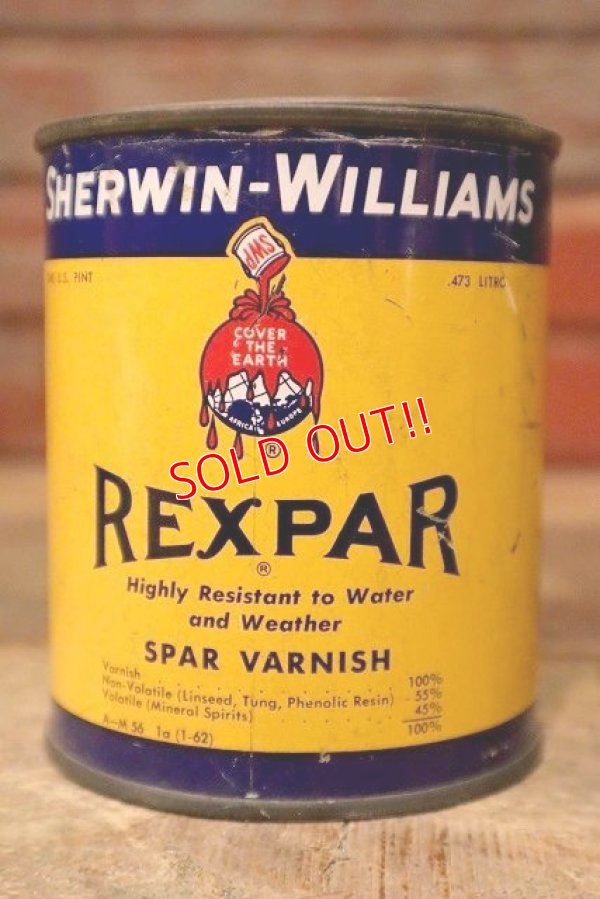 SHERWIN-WILLIAMS
U.S. PINT
.473 LITRO
SWP
COVER
THE
EARTH
AFRICA EUROPE
®
SOLD OUT!!
REXPAR
®
Highly Resistant to Water
and Weather
SPAR VARNISH
Varnish 100%
Non-Volatile (Linseed, Tung, Phenolic Resin) 55%
Volatile (Mineral Spirits) 45%
100%
A-M 56 1a (1-62)